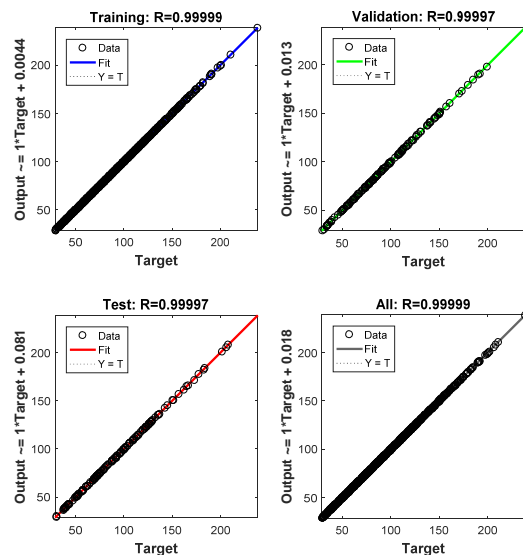 Training: R=0.99999
Output ~= 1*Target + 0.0044
Data
Fit
Y = T
200
150
100
50
50 100 150 200
Target
Validation: R=0.99997
Output ~= 1*Target + 0.013
Data
Fit
Y = T
200
150
100
50
50 100 150 200
Target
Test: R=0.99997
Output ~= 1*Target + 0.081
Data
Fit
Y = T
200
150
100
50
50 100 150 200
Target
All: R=0.99999
Output ~= 1*Target + 0.018
Data
Fit
Y = T
200
150
100
50
50 100 150 200
Target